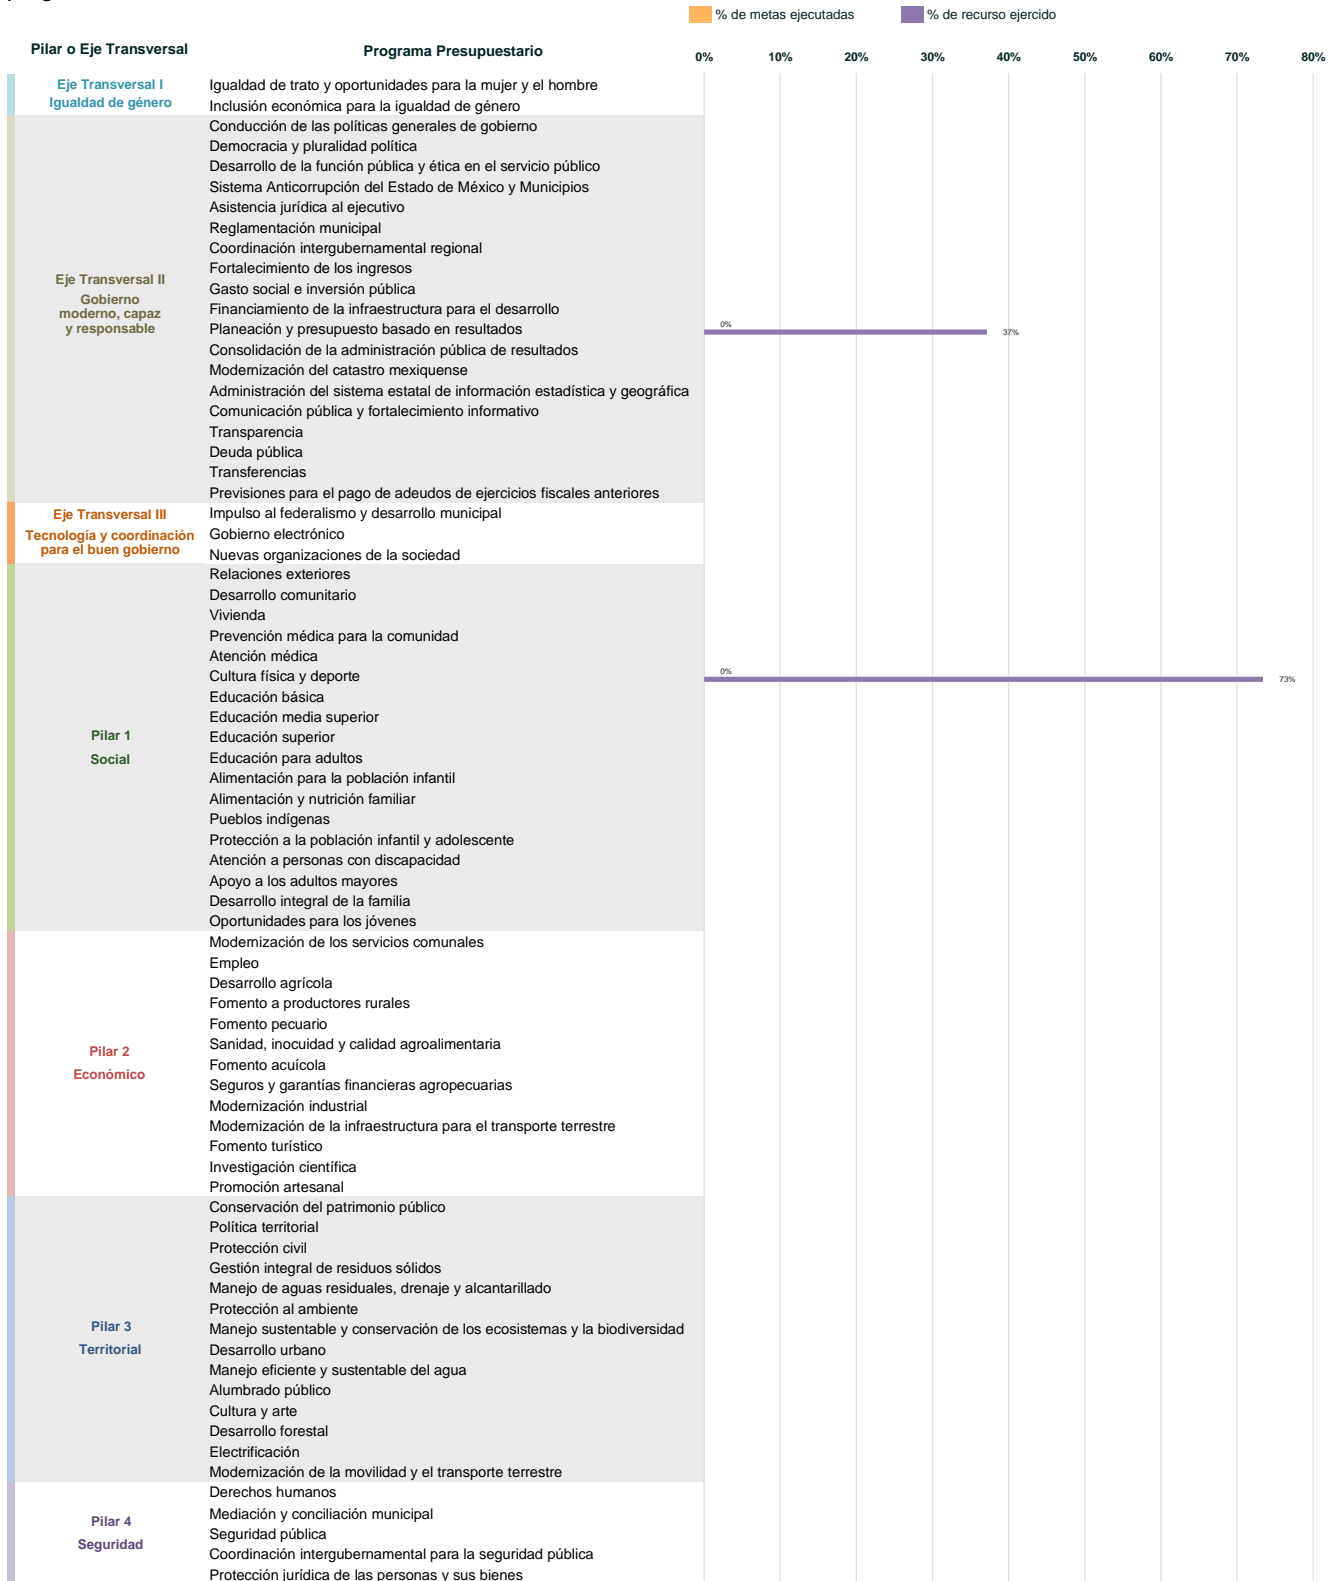 % de metas ejecutadas % de recurso ejercido
Pilar o Eje Transversal Programa Presupuestario 0% 10% 20% 30% 40% 50% 60% 70% 80%
Eje Transversal I
Igualdad de género
Igualdad de trato y oportunidades para la mujer y el hombre
Inclusión económica para la igualdad de género
Eje Transversal II
Gobierno
moderno, capaz
y responsable
Conducción de las políticas generales de gobierno
Democracia y pluralidad política
Desarrollo de la función pública y ética en el servicio público
Sistema Anticorrupción del Estado de México y Municipios
Asistencia jurídica al ejecutivo
Reglamentación municipal
Coordinación intergubernamental regional
Fortalecimiento de los ingresos
Gasto social e inversión pública
Financiamiento de la infraestructura para el desarrollo
Planeación y presupuesto basado en resultados 0% 37%
Consolidación de la administración pública de resultados
Modernización del catastro mexiquense
Administración del sistema estatal de información estadística y geográfica
Comunicación pública y fortalecimiento informativo
Transparencia
Deuda pública
Transferencias
Previsiones para el pago de adeudos de ejercicios fiscales anteriores
Eje Transversal III
Tecnología y coordinación
para el buen gobierno
Impulso al federalismo y desarrollo municipal
Gobierno electrónico
Nuevas organizaciones de la sociedad
Pilar 1
Social
Relaciones exteriores
Desarrollo comunitario
Vivienda
Prevención médica para la comunidad
Atención médica
Cultura física y deporte 0% 73%
Educación básica
Educación media superior
Educación superior
Educación para adultos
Alimentación para la población infantil
Alimentación y nutrición familiar
Pueblos indígenas
Protección a la población infantil y adolescente
Atención a personas con discapacidad
Apoyo a los adultos mayores
Desarrollo integral de la familia
Oportunidades para los jóvenes
Pilar 2
Económico
Modernización de los servicios comunales
Empleo
Desarrollo agrícola
Fomento a productores rurales
Fomento pecuario
Sanidad, inocuidad y calidad agroalimentaria
Fomento acuícola
Seguros y garantías financieras agropecuarias
Modernización industrial
Modernización de la infraestructura para el transporte terrestre
Fomento turístico
Investigación científica
Promoción artesanal
Pilar 3
Territorial
Conservación del patrimonio público
Política territorial
Protección civil
Gestión integral de residuos sólidos
Manejo de aguas residuales, drenaje y alcantarillado
Protección al ambiente
Manejo sustentable y conservación de los ecosistemas y la biodiversidad
Desarrollo urbano
Manejo eficiente y sustentable del agua
Alumbrado público
Cultura y arte
Desarrollo forestal
Electrificación
Modernización de la movilidad y el transporte terrestre
Pilar 4
Seguridad
Derechos humanos
Mediación y conciliación municipal
Seguridad pública
Coordinación intergubernamental para la seguridad pública
Protección jurídica de las personas y sus bienes